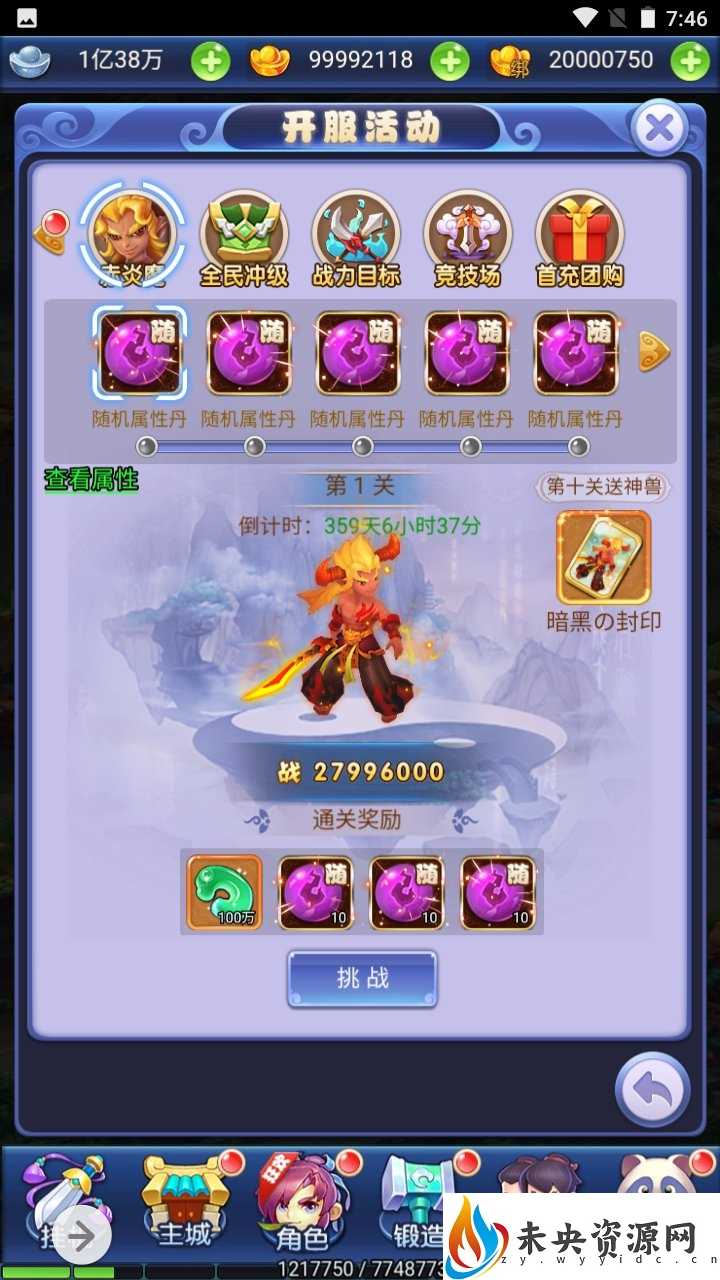 7:46
1亿38万
99992118
绑
20000750
开服活动
赤炎魔 全民冲级 战力目标 竞技场 首充团购
随 随 随 随 随
随机属性丹 随机属性丹 随机属性丹 随机属性丹 随机属性丹
查看属性
第1关
第十关送神兽
倒计时：359天6小时37分
暗黑の封印
战 27996000
通关奖励
随 随 随
100万 10 10 10
挑战
狂欢
主城 角色 锻造
1217750 / 7748773
未央资源网
zy.wyyidc.cn